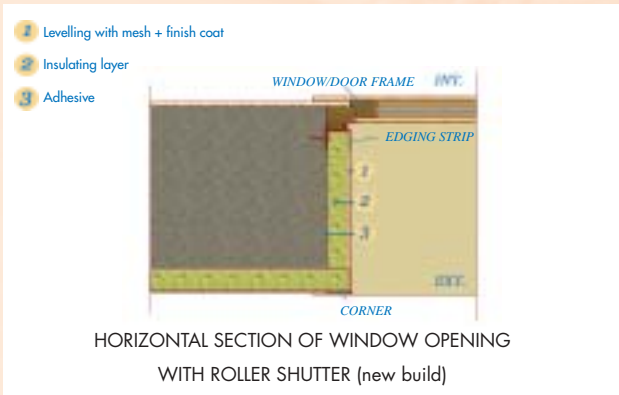 1 Levelling with mesh + finish coat
2 Insulating layer
3 Adhesive
WINDOW/DOOR FRAME
INT.
EDGING STRIP
1
2
3
EXT.
CORNER
HORIZONTAL SECTION OF WINDOW OPENING
WITH ROLLER SHUTTER (new build)